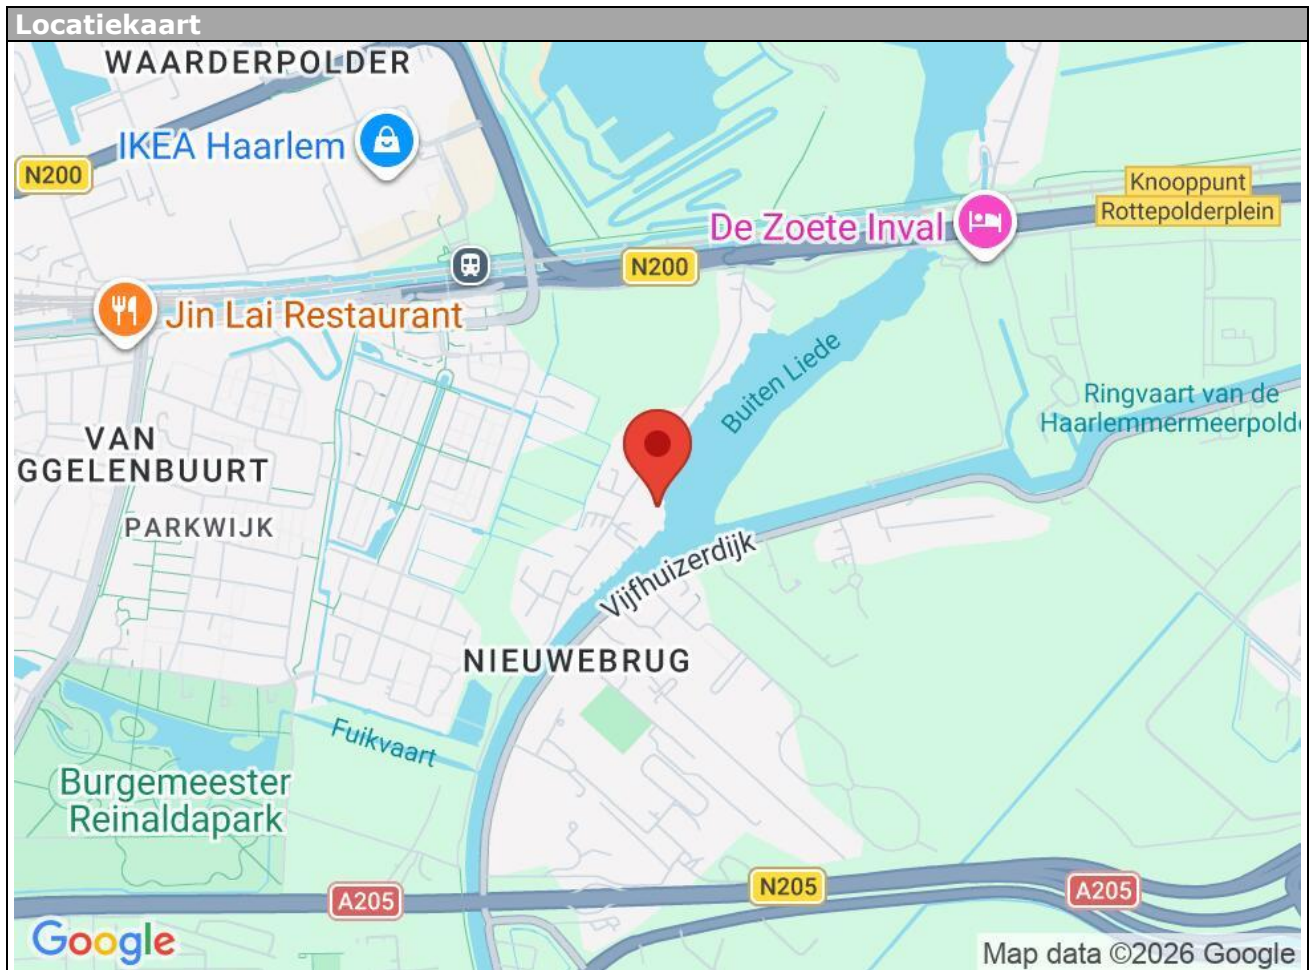 Locatiekaart
WAARDERPOLDER
IKEA Haarlem
N200
Knooppunt
Rottepolderplein
De Zoete Inval
N200
Jin Lai Restaurant
Buiten Liede
Ringvaart van de
Haarlemmermeerpolde
VAN
GGELENBUURT
PARKWIJK
Vijfhuizerdijk
NIEUWEBRUG
Fuikvaart
Burgemeester
Reinaldapark
N205
A205
A205
Google
Map data ©2026 Google